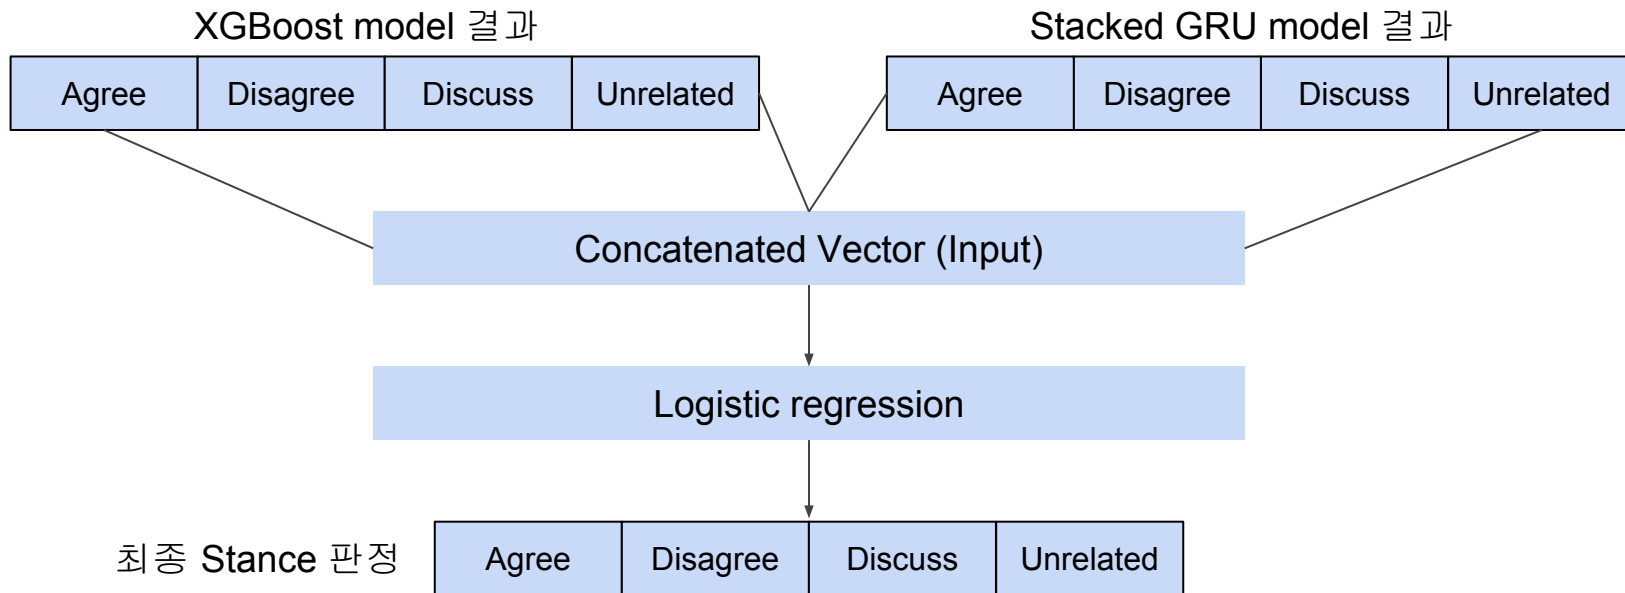 XGBoost model 결과
Stacked GRU model 결과
Agree Disagree Discuss Unrelated
Agree Disagree Discuss Unrelated
Concatenated Vector (Input)
Logistic regression
최종 Stance 판정
Agree Disagree Discuss Unrelated